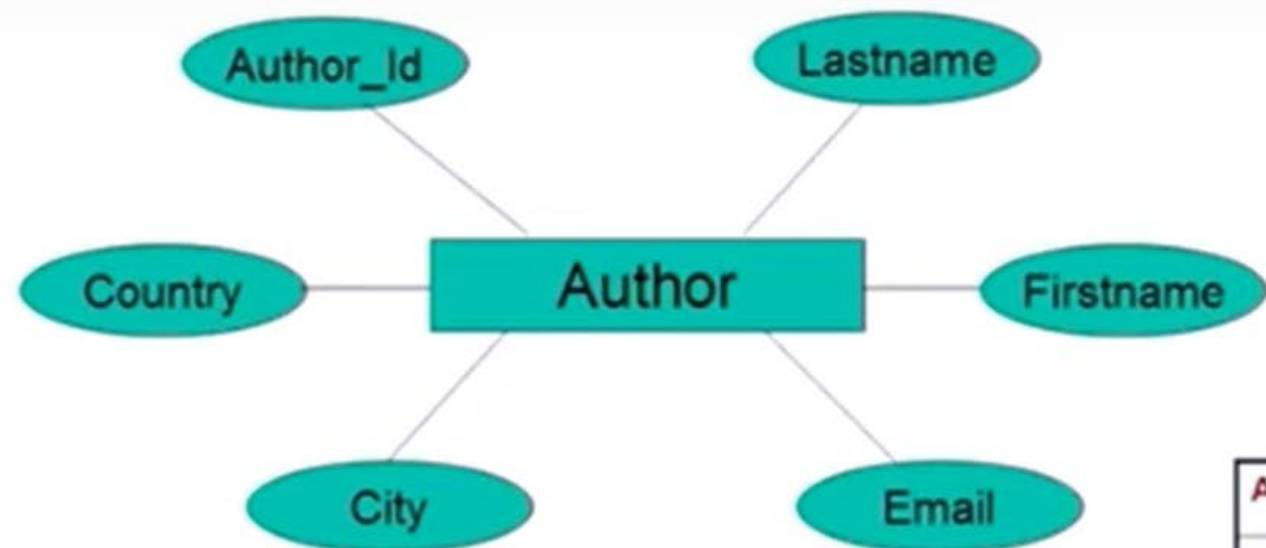 Author_Id
Lastname
Country
Author
Firstname
City
Email
A